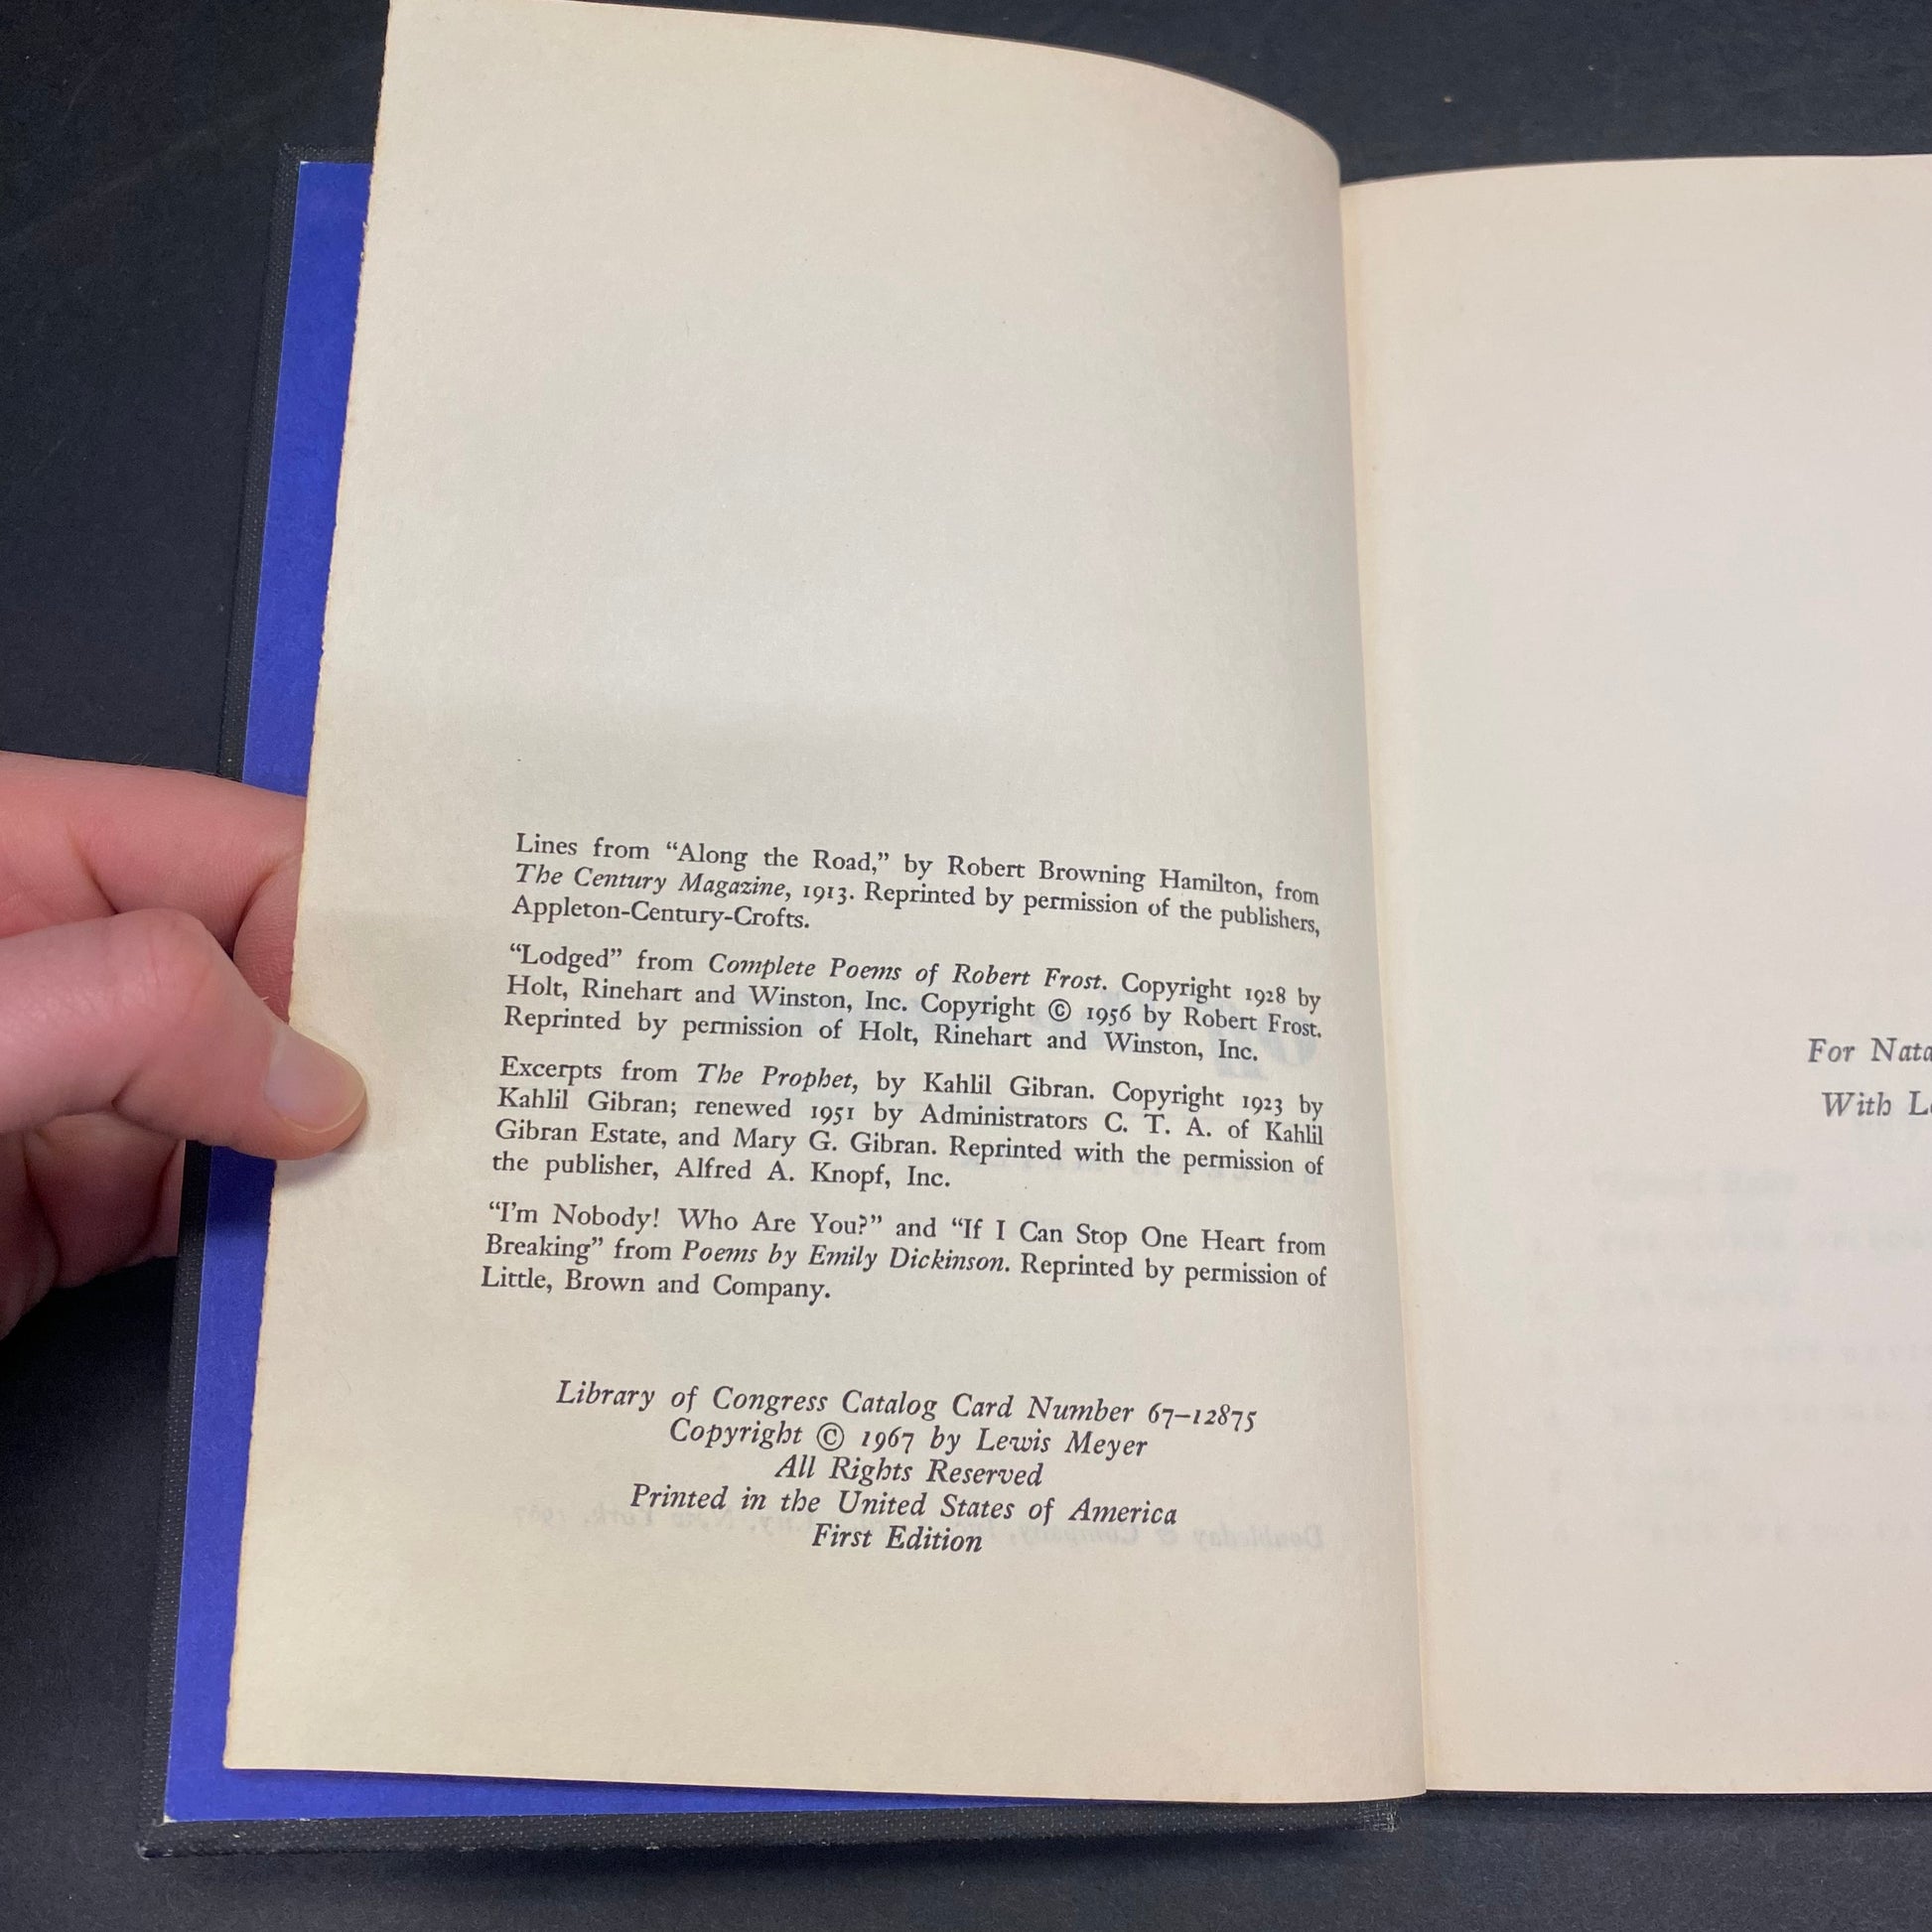 Lines from “Along the Road,” by Robert Browning Hamilton, from
The Century Magazine, 1913. Reprinted by permission of the publishers,
Appleton-Century-Crofts.
“Lodged” from Complete Poems of Robert Frost. Copyright 1928 by
Holt, Rinehart and Winston, Inc. Copyright © 1956 by Robert Frost.
Reprinted by permission of Holt, Rinehart and Winston, Inc.
Excerpts from The Prophet, by Kahlil Gibran. Copyright 1923 by
Kahlil Gibran; renewed 1951 by Administrators C. T. A. of Kahlil
Gibran Estate, and Mary G. Gibran. Reprinted with the permission of
the publisher, Alfred A. Knopf, Inc.
“I’m Nobody! Who Are You?” and “If I Can Stop One Heart from
Breaking” from Poems by Emily Dickinson. Reprinted by permission of
Little, Brown and Company.
Library of Congress Catalog Card Number 67–12875
Copyright © 1967 by Lewis Meyer
All Rights Reserved
Printed in the United States of America
First Edition
For
With